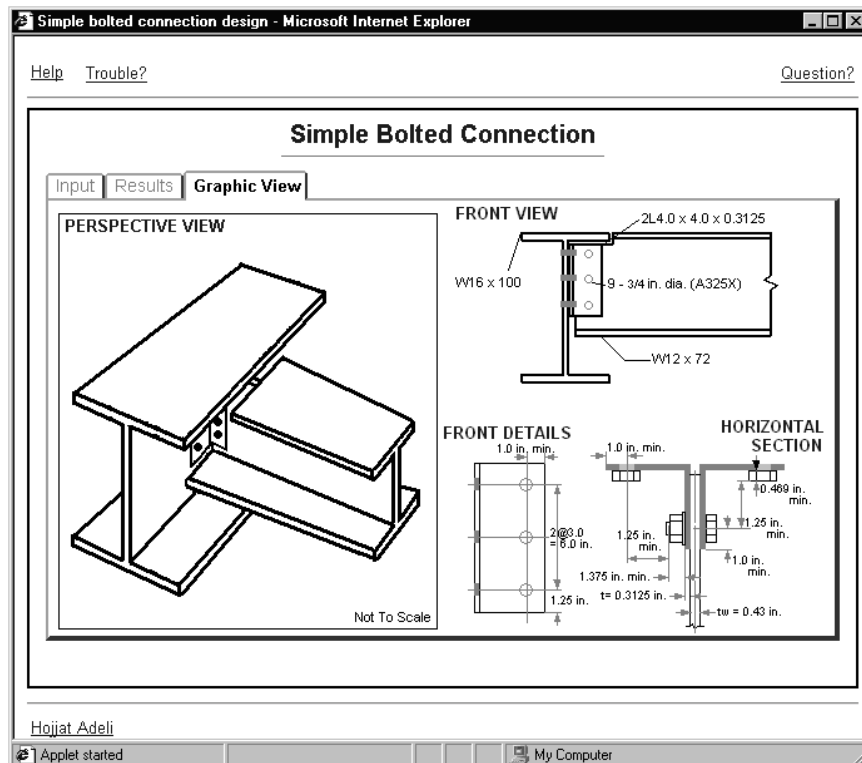 Simple bolted connection design - Microsoft Internet Explorer
Help Trouble? Question?
Simple Bolted Connection
Input Results Graphic View
PERSPECTIVE VIEW
Not To Scale
FRONT VIEW
2L4.0 x 4.0 x 0.3125
W16 x 100
9 - 3/4 in. dia. (A325X)
W12 x 72
FRONT DETAILS
1.0 in. min.
2@3.0
= 6.0 in.
1.25 in.
HORIZONTAL
SECTION
1.0 in. min.
0.469 in.
min.
1.25 in.
min.
1.25 in.
min.
1.0 in.
min.
1.375 in. min.
t= 0.3125 in.
tw = 0.43 in.
Hojjat Adeli
Applet started My Computer